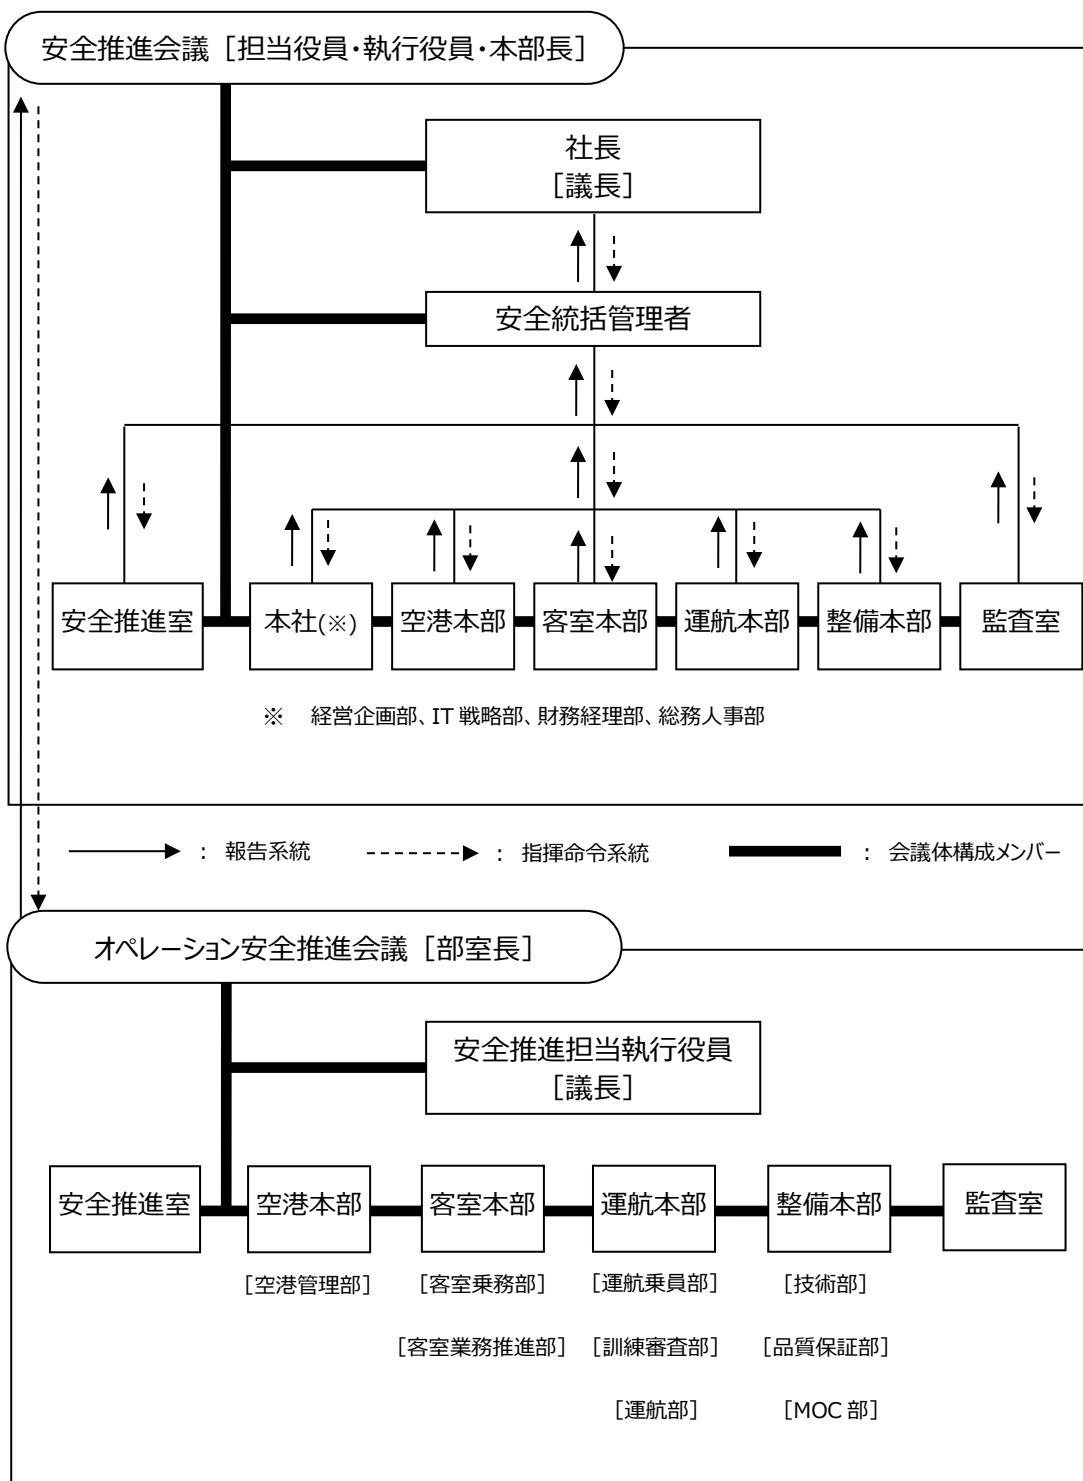 安全推進会議［担当役員・執行役員・本部長］
社長
［議長］
安全統括管理者
安全推進室
本社(※)
空港本部
客室本部
運航本部
整備本部
監査室
※　経営企画部、IT 戦略部、財務経理部、総務人事部
： 報告系統
： 指揮命令系統
： 会議体構成メンバー
オペレーション安全推進会議［部室長］
安全推進担当執行役員
［議長］
安全推進室
空港本部
客室本部
運航本部
整備本部
監査室
［空港管理部］
［客室乗務部］
［運航乗員部］
［技術部］
［客室業務推進部］
［訓練審査部］
［品質保証部］
［運航部］
［MOC 部］